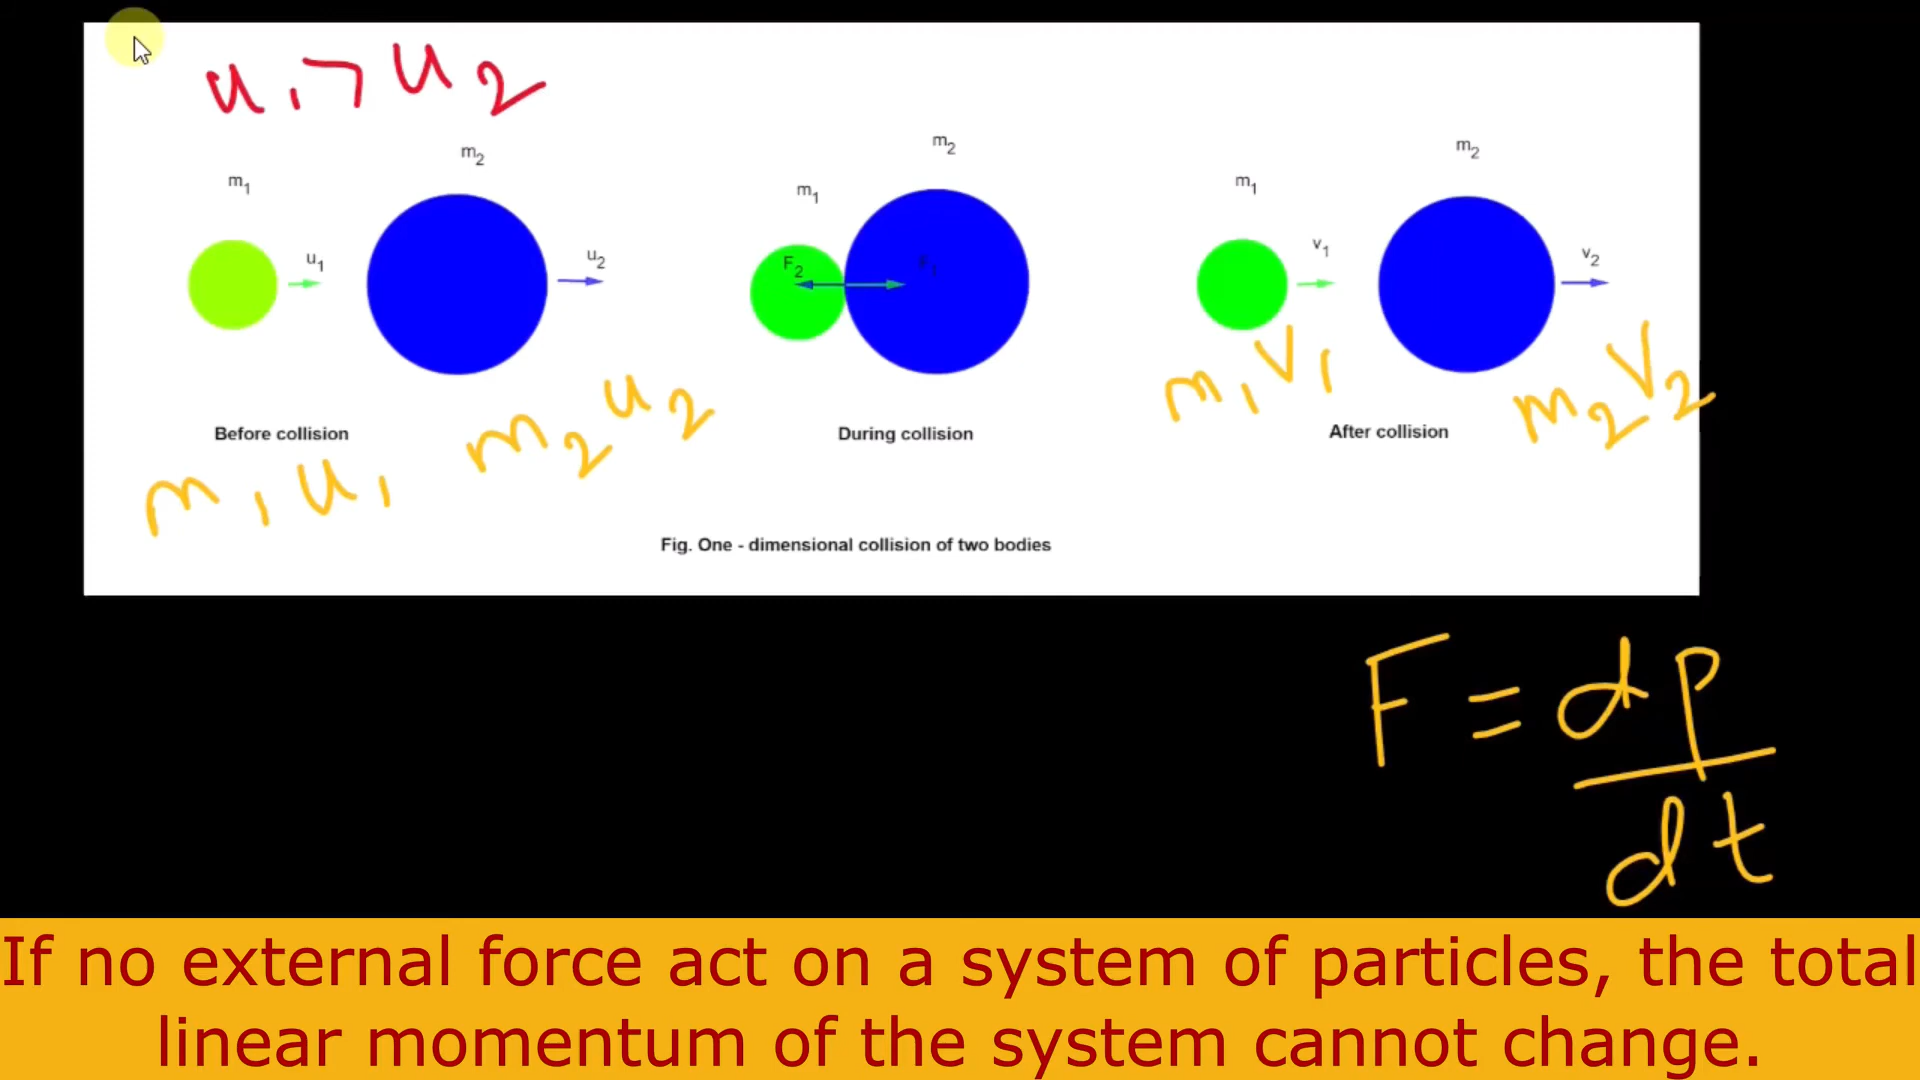 u₁ > u₂
m₁
m₂
u₁
u₂
m₁
m₂
F₂
F₁
m₁
m₂
v₁
v₂
m₁u₁
m₂u₂
m₁v₁
m₂v₂
Before collision
During collision
After collision
Fig. One - dimensional collision of two bodies
F = dp
dt
If no external force act on a system of particles, the total
linear momentum of the system cannot change.